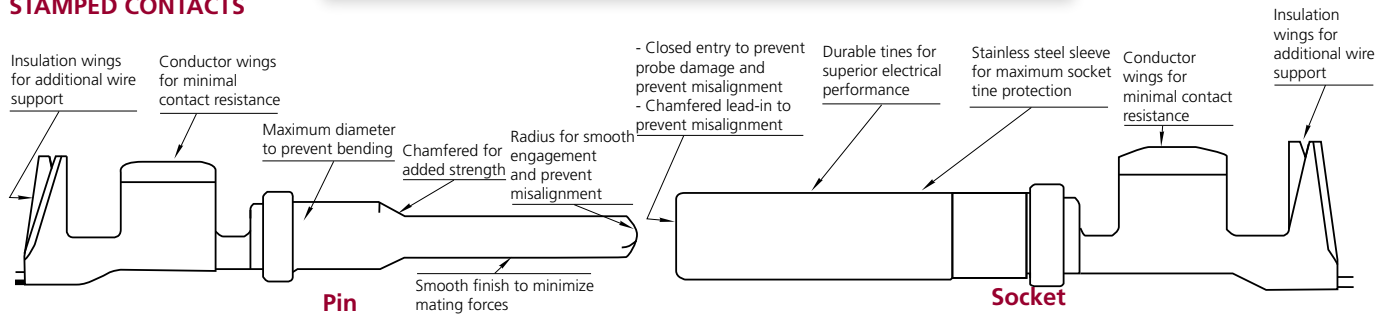 STAMPED CONTACTS
Insulation wings
for additional wire
support
Conductor wings
for minimal
contact resistance
Maximum diameter
to prevent bending
Chamfered for
added strength
Radius for smooth
engagement
and prevent
misalignment
Smooth finish to minimize
mating forces
Pin
- Closed entry to prevent
probe damage and
prevent misalignment
- Chamfered lead-in to
prevent misalignment
Durable tines for
superior electrical
performance
Stainless steel sleeve
for maximum socket
tine protection
Conductor
wings for
minimal contact
resistance
Insulation
wings for
additional wire
support
Socket